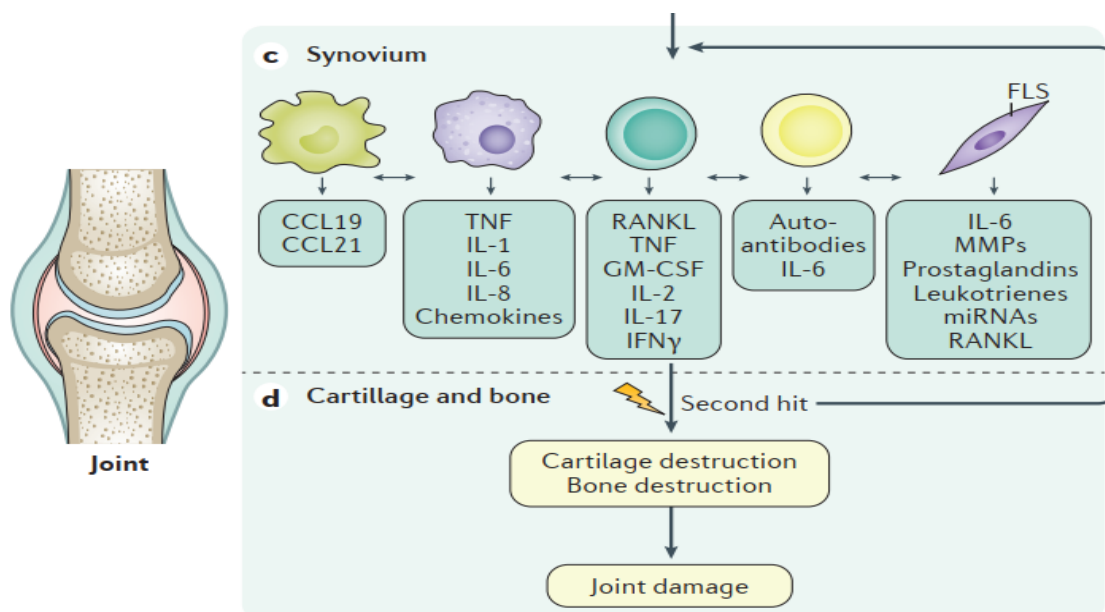 c Synovium
FLS
CCL19
CCL21
TNF
IL-1
IL-6
IL-8
Chemokines
RANKL
TNF
GM-CSF
IL-2
IL-17
IFNγ
Auto-
antibodies
IL-6
IL-6
MMPs
Prostaglandins
Leukotrienes
miRNAs
RANKL
Joint
d Cartillage and bone
Second hit
Cartilage destruction
Bone destruction
Joint damage